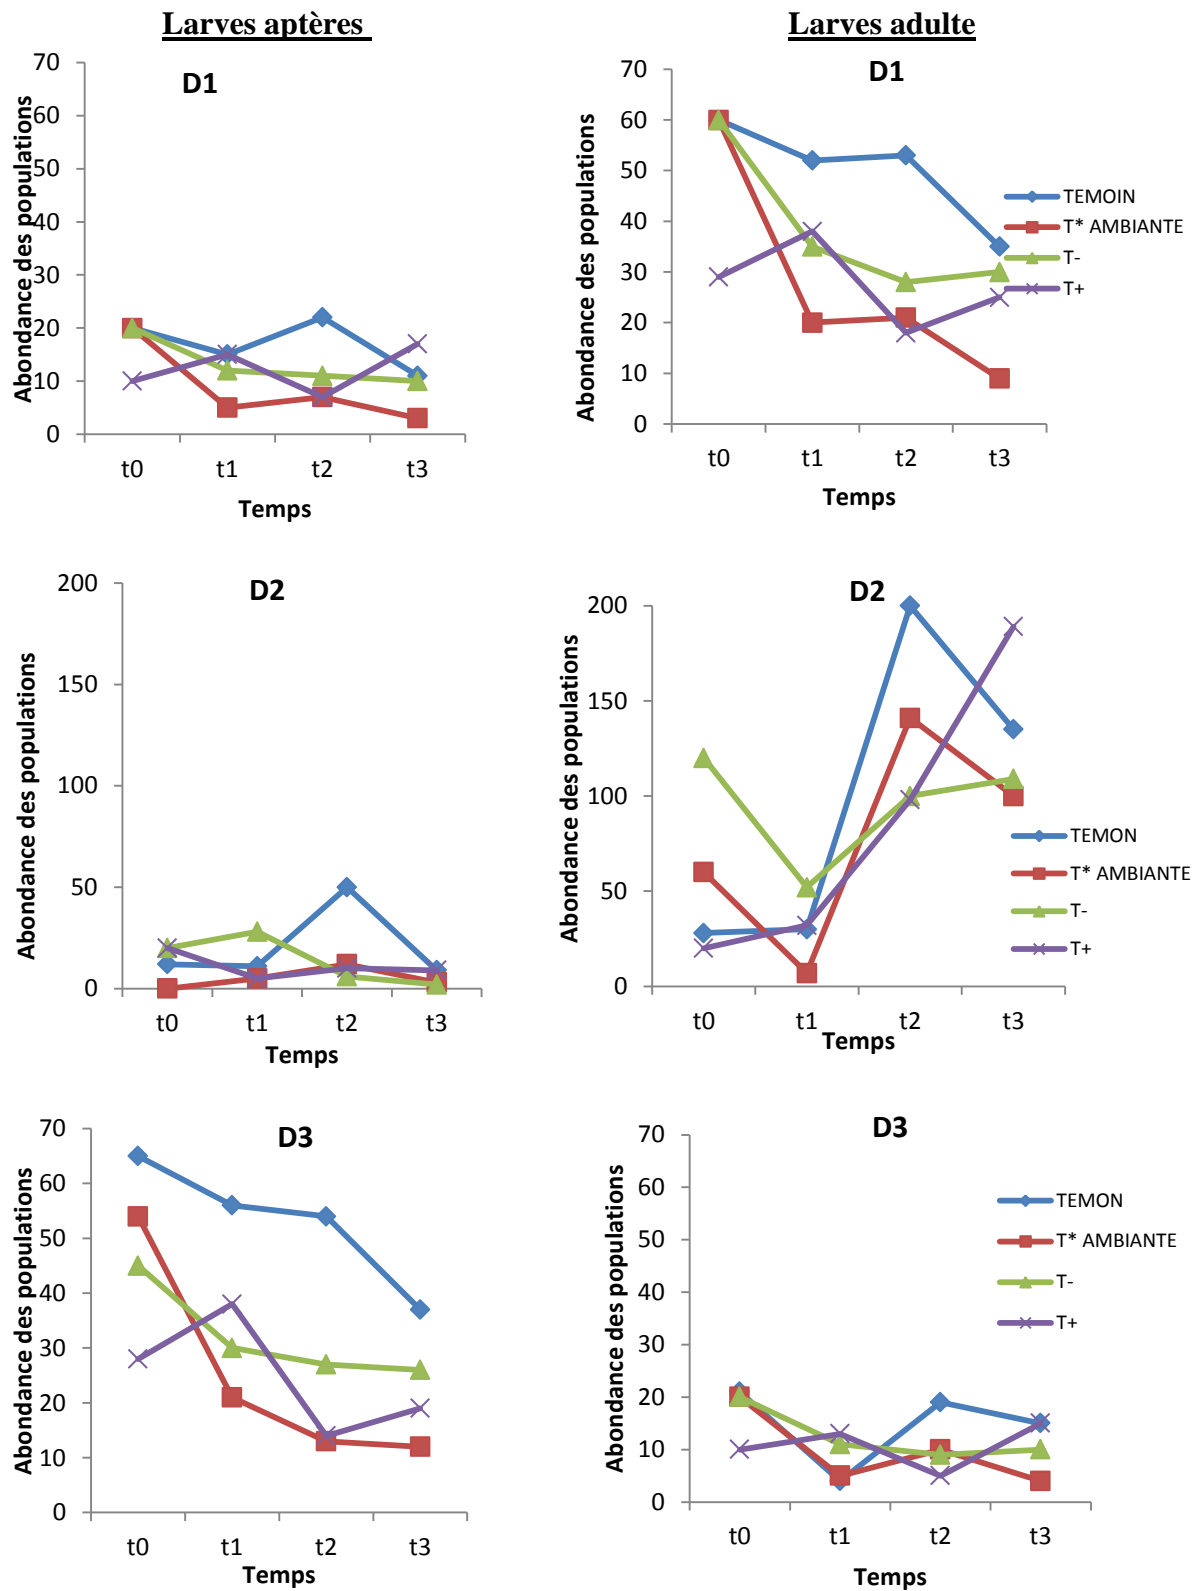 Larves aptères
Larves adulte
D1
Abondance des populations
70
60
50
40
30
20
10
0
t0 t1 t2 t3
Temps
D1
Abondance des populations
70
60
50
40
30
20
10
0
t0 t1 t2 t3
Temps
TEMOIN
T* AMBIANTE
T-
T+
D2
Abondance des populations
200
150
100
50
0
t0 t1 t2 t3
Temps
D2
Abondance des populations
200
150
100
50
0
t0 t1 t2 t3
Temps
TEMON
T* AMBIANTE
T-
T+
D3
Abondance des populations
70
60
50
40
30
20
10
0
t0 t1 t2 t3
Temps
D3
Abondance des populations
70
60
50
40
30
20
10
0
t0 t1 t2 t3
Temps
TEMON
T* AMBIANTE
T-
T+